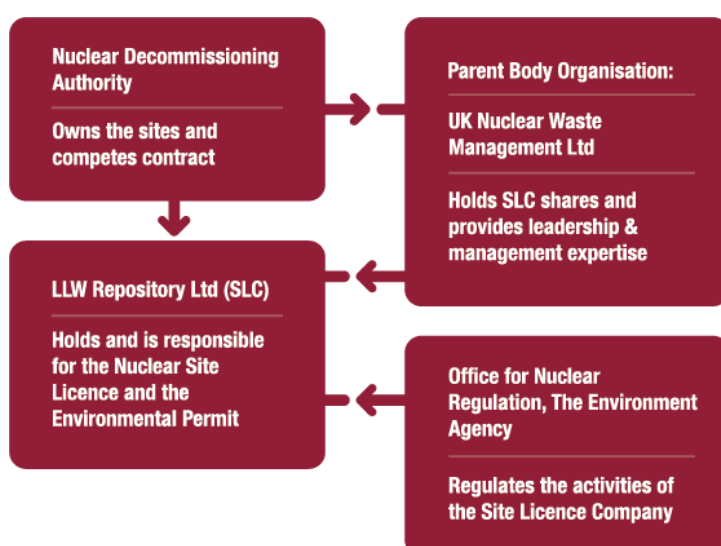 Nuclear Decommissioning
Authority
Owns the sites and
competes contract
Parent Body Organisation:
UK Nuclear Waste
Management Ltd
Holds SLC shares and
provides leadership &
management expertise
LLW Repository Ltd (SLC)
Holds and is responsible
for the Nuclear Site
Licence and the
Environmental Permit
Office for Nuclear
Regulation, The Environment
Agency
Regulates the activities of
the Site Licence Company